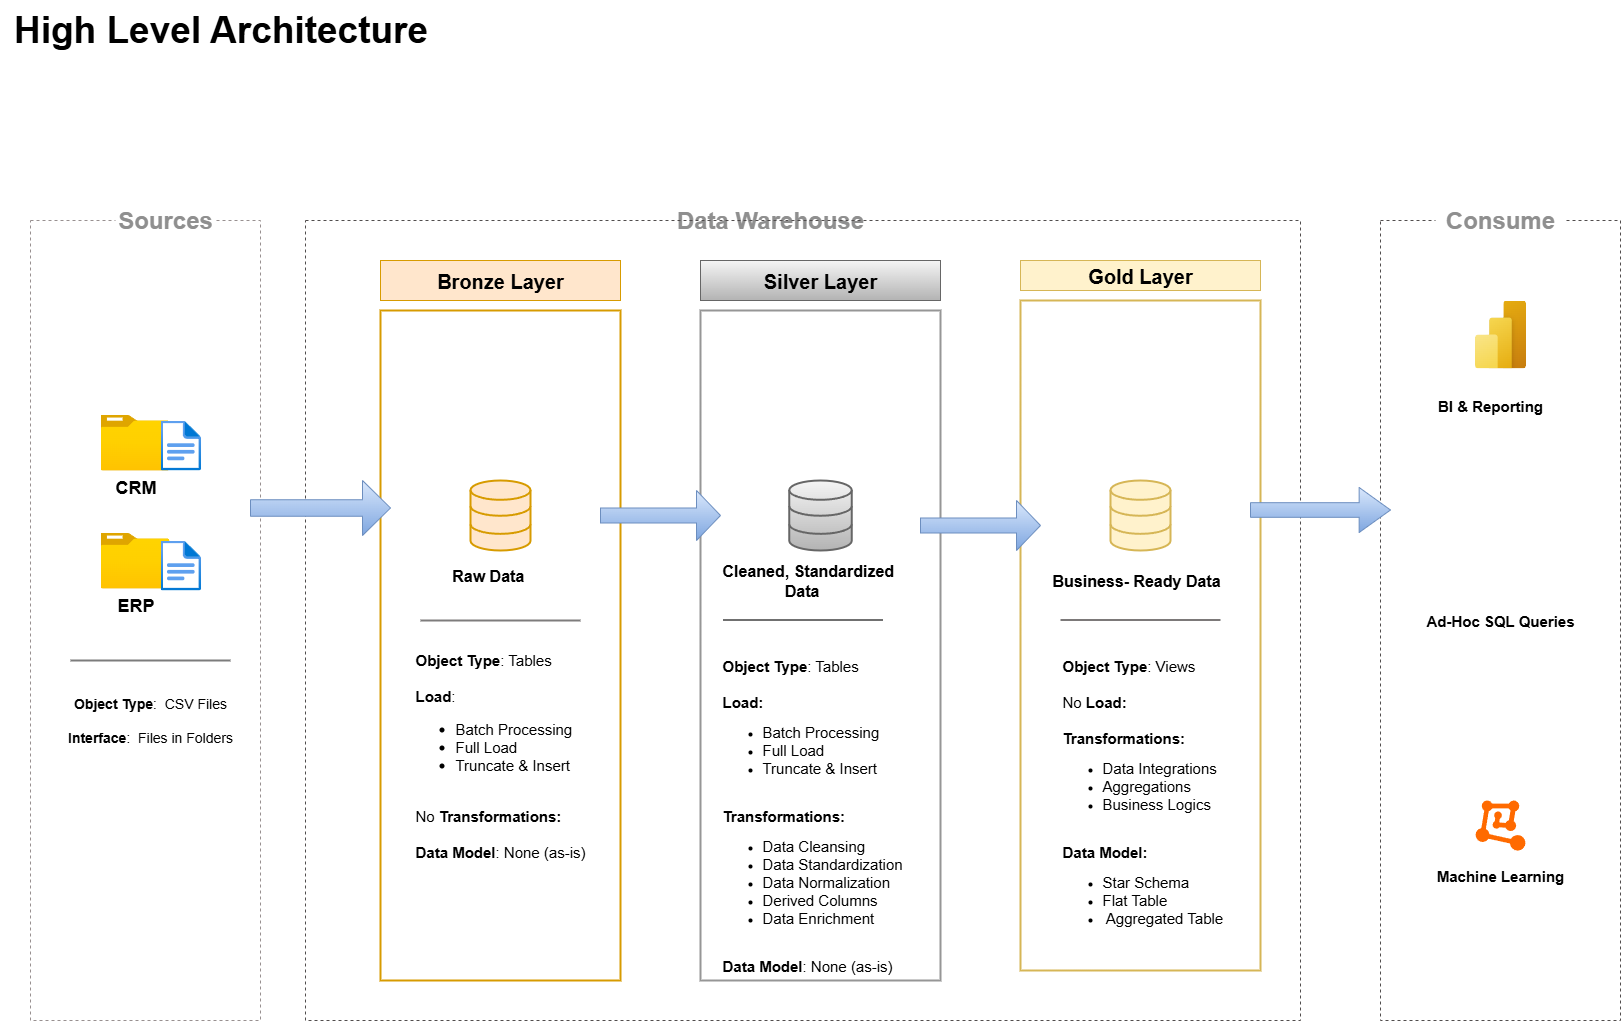 High Level Architecture
Sources
Data Warehouse
Consume
CRM
ERP
Object Type:  CSV Files
Interface:  Files in Folders
Bronze Layer
Raw Data
Object Type: Tables
Load:
Batch Processing
Full Load
Truncate & Insert
No Transformations:
Data Model: None (as-is)
Silver Layer
Cleaned, Standardized
Data
Object Type: Tables
Load:
Batch Processing
Full Load
Truncate & Insert
Transformations:
Data Cleansing
Data Standardization
Data Normalization
Derived Columns
Data Enrichment
Data Model: None (as-is)
Gold Layer
Business- Ready Data
Object Type: Views
No Load:
Transformations:
Data Integrations
Aggregations
Business Logics
Data Model:
Star Schema
Flat Table
Aggregated Table
BI & Reporting
Ad-Hoc SQL Queries
Machine Learning